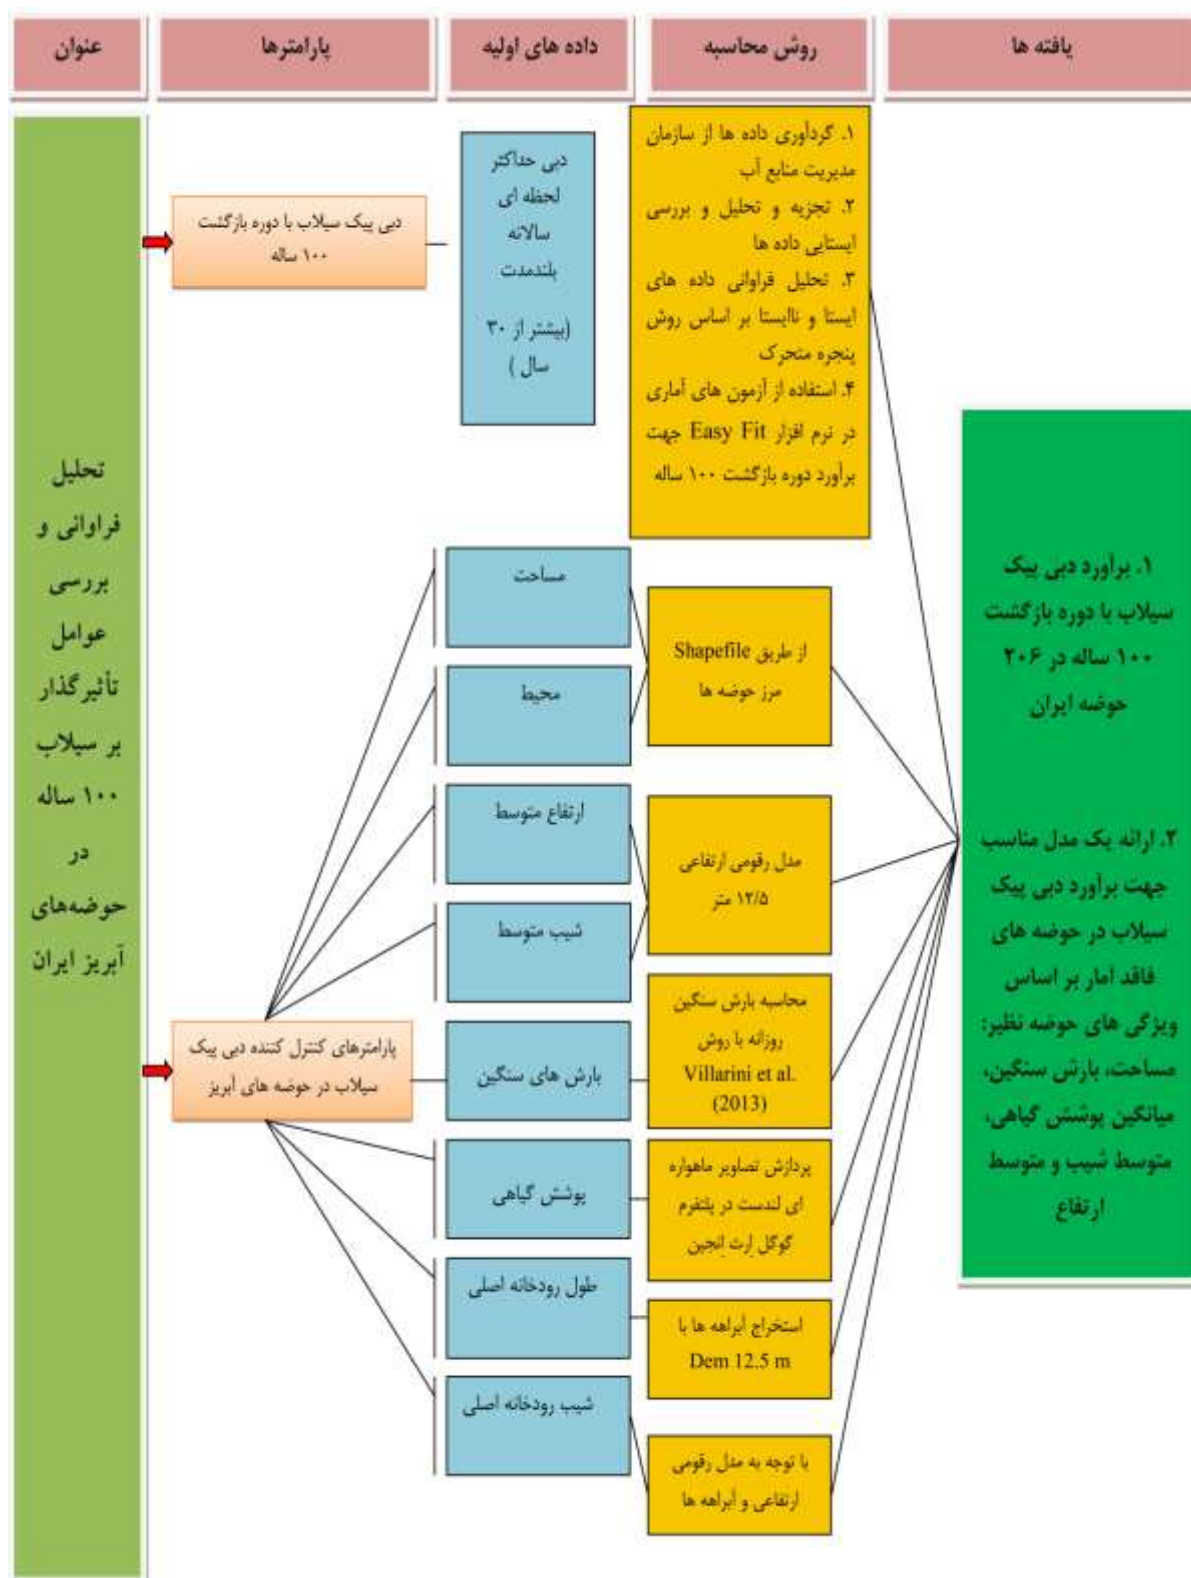 عنوان
پارامترها
داده های اولیه
روش محاسبه
یافته ها
تحلیل
فراوانی و
بررسی
عوامل
تأثیرگذار
بر سیلاب
۱۰۰ ساله
در
حوضه‌های
آبریز ایران
دبی پیک سیلاب با دوره بازگشت
۱۰۰ ساله
پارامترهای کنترل کننده دبی پیک
سیلاب در حوضه های آبریز
دبی حداکثر
لحظه ای
سالانه
بلندمدت
(بیشتر از ۳۰
سال )
مساحت
محیط
ارتفاع متوسط
شیب متوسط
بارش های سنگین
پوشش گیاهی
طول رودخانه اصلی
شیب رودخانه اصلی
۱. گردآوری داده ها از سازمان
مدیریت منابع آب
۲. تجزیه و تحلیل و بررسی
ایستایی داده ها
۳. تحلیل فراوانی داده های
ایستا و ناایستا بر اساس روش
پنجره متحرک
۴. استفاده از آزمون های آماری
در نرم افزار Easy Fit جهت
برآورد دوره بازگشت ۱۰۰ ساله
از طریق Shapefile
مرز حوضه ها
مدل رقومی ارتفاعی
۱۲/۵ متر
محاسبه بارش سنگین
روزانه با روش
Villarini et al.
(2013)
پردازش تصاویر ماهواره
ای لندست در پلتفرم
گوگل ارث انجین
استخراج آبراهه ها با
Dem 12.5 m
با توجه به مدل رقومی
ارتفاعی و آبراهه ها
۱. برآورد دبی پیک
سیلاب با دوره بازگشت
۱۰۰ ساله در ۲۰۶
حوضه ایران
۲. ارائه یک مدل مناسب
جهت برآورد دبی پیک
سیلاب در حوضه های
فاقد آمار بر اساس
ویژگی های حوضه نظیر:
مساحت، بارش سنگین،
میانگین پوشش گیاهی،
متوسط شیب و متوسط
ارتفاع